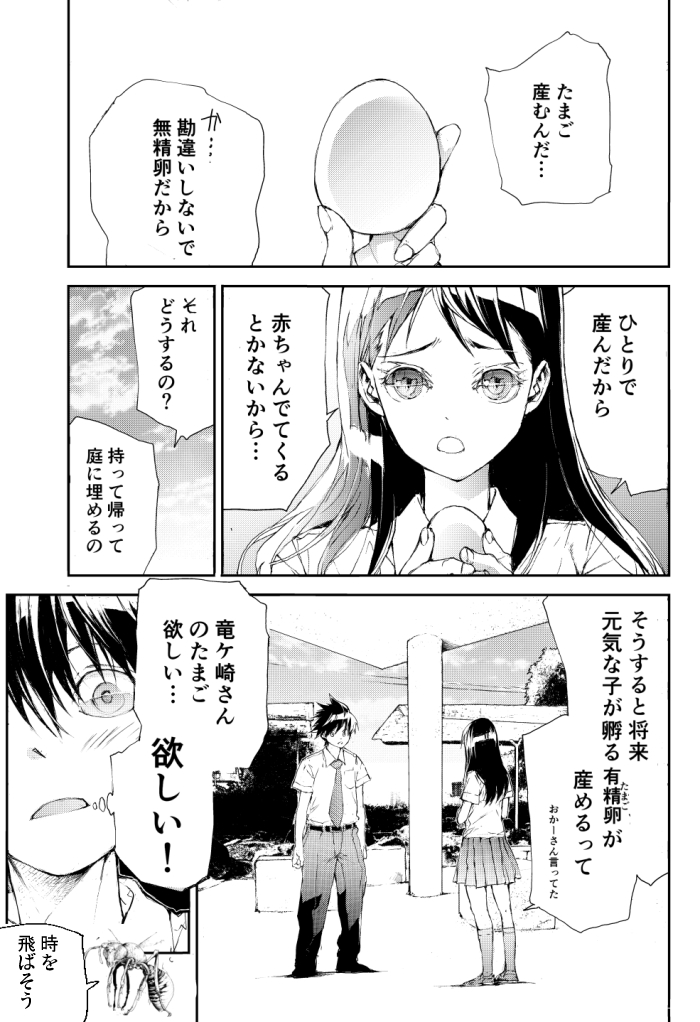 たまご
産むんだ…
か…
勘違いしないで
無精卵だから
ひとりで
産んだから
赤ちゃんでてくる
とかないから…
それ
どうするの？
持って帰って
庭に埋めるの
そうすると将来
元気な子が孵る
有精卵が
たまご
産めるって
おかーさん言ってた
竜ケ崎さん
のたまご
欲しい…
欲しい！
時を
飛ばそう